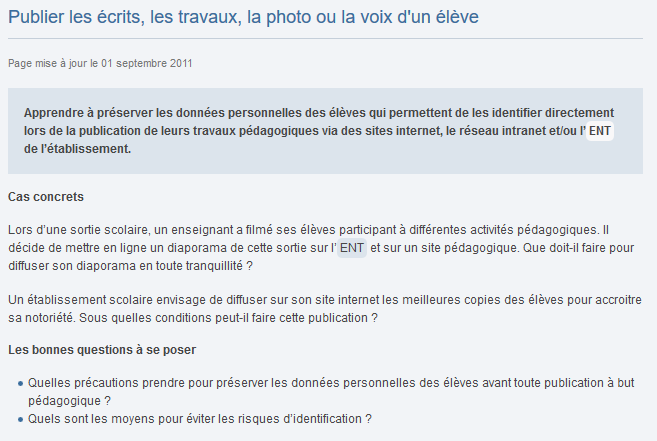 Publier les écrits, les travaux, la photo ou la voix d'un élève
Page mise à jour le 01 septembre 2011
Apprendre à préserver les données personnelles des élèves qui permettent de les identifier directement
lors de la publication de leurs travaux pédagogiques via des sites internet, le réseau intranet et/ou l' ENT
de l'établissement.
Cas concrets
Lors d'une sortie scolaire, un enseignant a filmé ses élèves participant à différentes activités pédagogiques. Il
décide de mettre en ligne un diaporama de cette sortie sur l' ENT et sur un site pédagogique. Que doit-il faire pour
diffuser son diaporama en toute tranquillité ?
Un établissement scolaire envisage de diffuser sur son site internet les meilleures copies des élèves pour accroitre
sa notoriété. Sous quelles conditions peut-il faire cette publication ?
Les bonnes questions à se poser
• Quelles précautions prendre pour préserver les données personnelles des élèves avant toute publication à but
pédagogique ?
• Quels sont les moyens pour éviter les risques d'identification ?